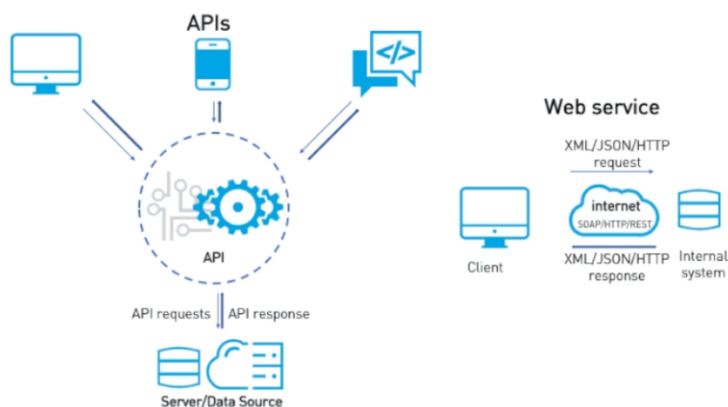 APIs
</>
API
API requests
API response
Server/Data Source
Web service
XML/JSON/HTTP
request
internet
SOAP/HTTP/REST
XML/JSON/HTTP
response
Client
Internal
system